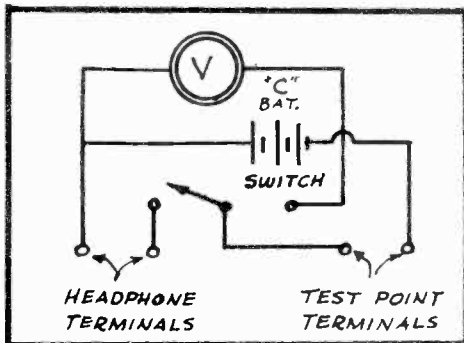 V
"C"
BAT.
SWITCH
HEADPHONE
TERMINALS
TEST POINT
TERMINALS